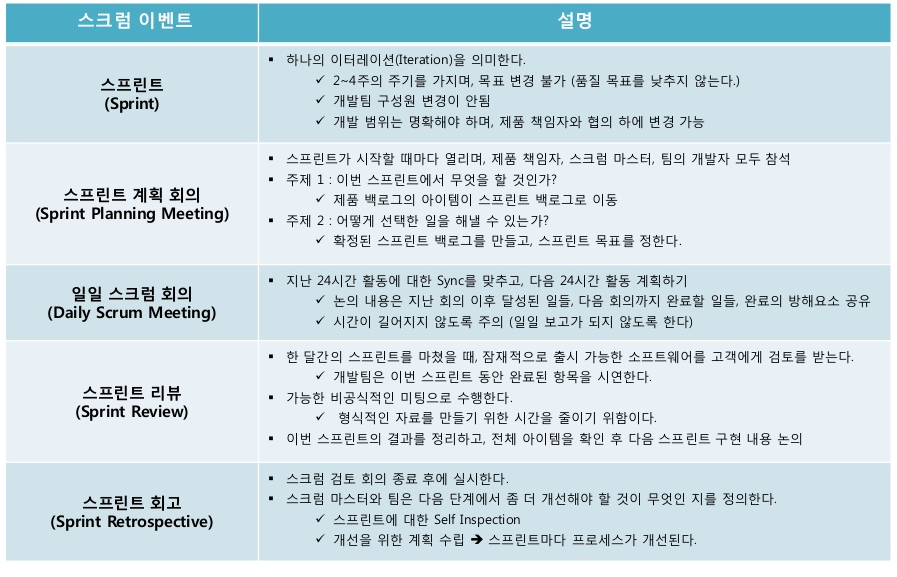 스크럼 이벤트
설명
스프린트
(Sprint)
▪ 하나의 이터레이션(Iteration)을 의미한다.
✓ 2~4주의 주기를 가지며, 목표 변경 불가 (품질 목표를 낮추지 않는다.)
✓ 개발팀 구성원 변경이 안됨
✓ 개발 범위는 명확해야 하며, 제품 책임자와 협의 하에 변경 가능
스프린트 계획 회의
(Sprint Planning Meeting)
▪ 스프린트가 시작할 때마다 열리며, 제품 책임자, 스크럼 마스터, 팀의 개발자 모두 참석
▪ 주제 1 : 이번 스프린트에서 무엇을 할 것인가?
✓ 제품 백로그의 아이템이 스프린트 백로그로 이동
▪ 주제 2 : 어떻게 선택한 일을 해낼 수 있는가?
✓ 확정된 스프린트 백로그를 만들고, 스프린트 목표를 정한다.
일일 스크럼 회의
(Daily Scrum Meeting)
▪ 지난 24시간 활동에 대한 Sync를 맞추고, 다음 24시간 활동 계획하기
✓ 논의 내용은 지난 회의 이후 달성된 일들, 다음 회의까지 완료할 일들, 완료의 방해요소 공유
✓ 시간이 길어지지 않도록 주의 (일일 보고가 되지 않도록 한다)
스프린트 리뷰
(Sprint Review)
▪ 한 달간의 스프린트를 마쳤을 때, 잠재적으로 출시 가능한 소프트웨어를 고객에게 검토를 받는다.
✓ 개발팀은 이번 스프린트 동안 완료된 항목을 시연한다.
▪ 가능한 비공식적인 미팅으로 수행한다.
✓ 형식적인 자료를 만들기 위한 시간을 줄이기 위함이다.
▪ 이번 스프린트의 결과를 정리하고, 전체 아이템을 확인 후 다음 스프린트 구현 내용 논의
스프린트 회고
(Sprint Retrospective)
▪ 스크럼 검토 회의 종료 후에 실시한다.
▪ 스크럼 마스터와 팀은 다음 단계에서 좀 더 개선해야 할 것이 무엇인 지를 정의한다.
✓ 스프린트에 대한 Self Inspection
✓ 개선을 위한 계획 수립 ➔ 스프린트마다 프로세스가 개선된다.